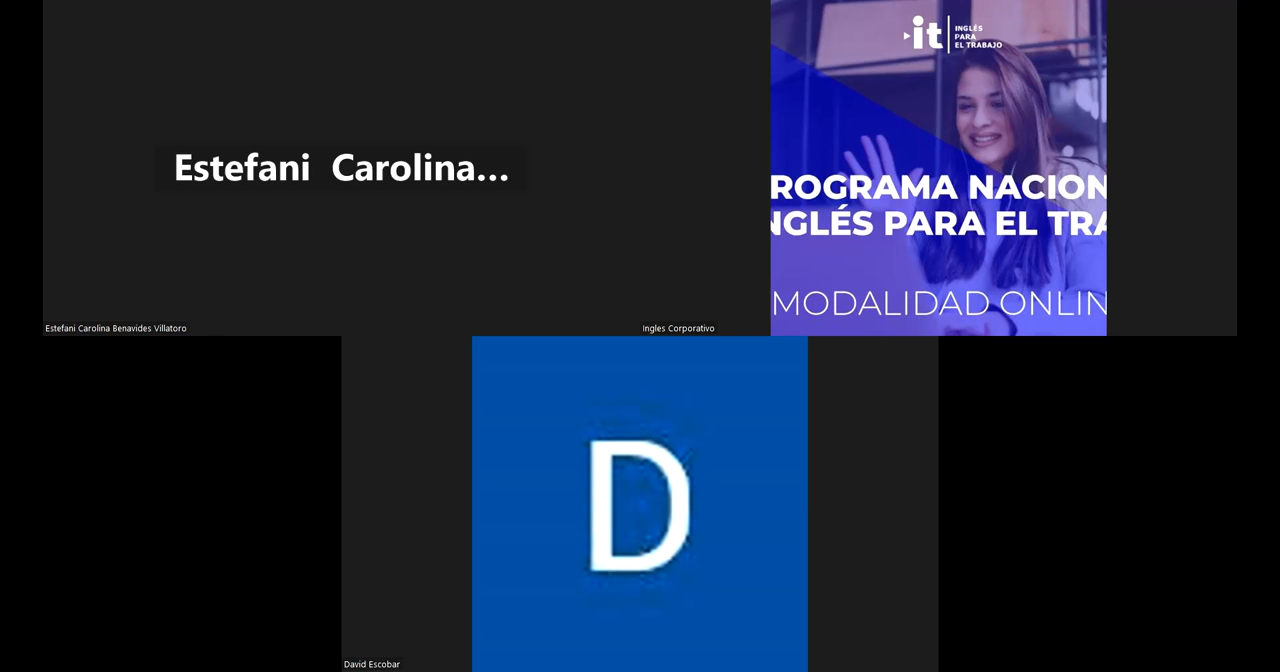 Estefani Carolina...
Estefani Carolina Benavides Villatoro
it
INGLÉS
PARA
EL TRABAJO
ROGRAMA NACION
NGLÉS PARA EL TRA
MODALIDAD ONLIN
Ingles Corporativo
D
David Escobar